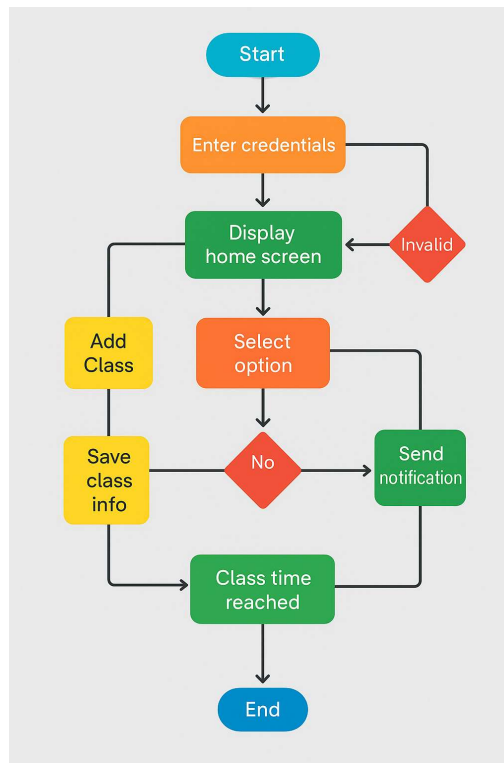 Start
Enter credentials
Display
home screen
Invalid
Add
Class
Select
option
Save
class
info
No
Send
notification
Class time
reached
End